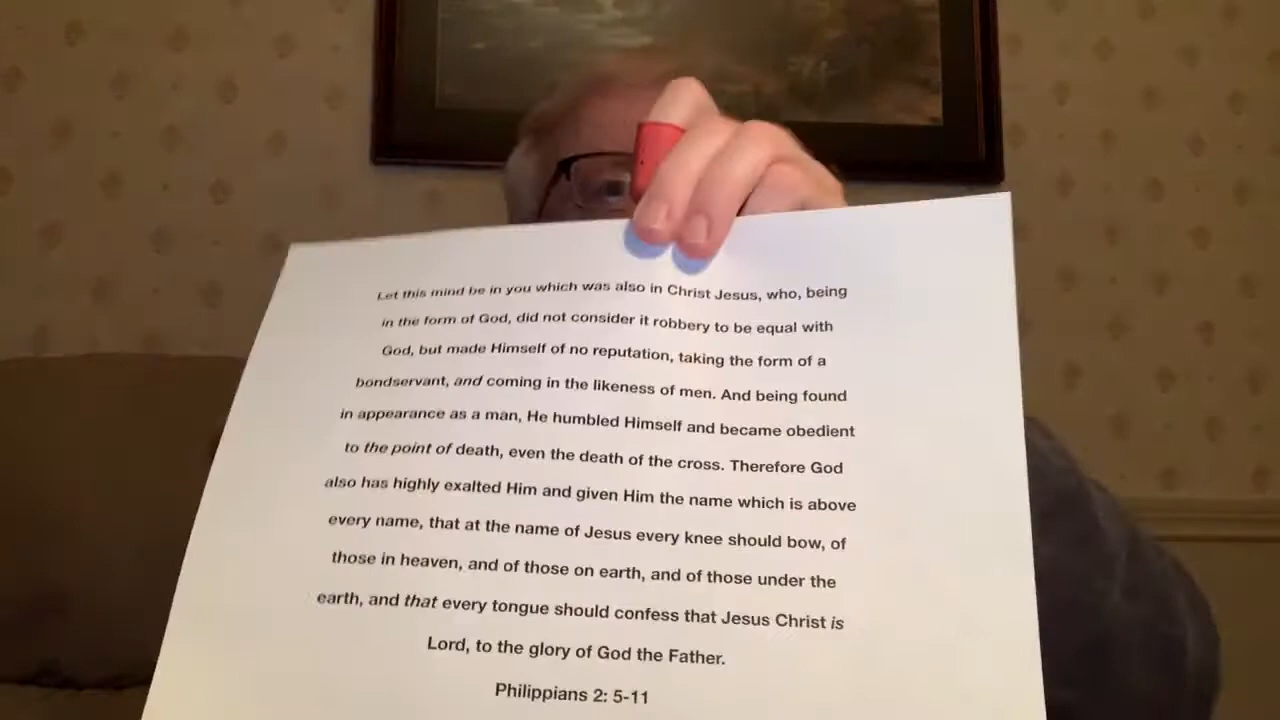 Let this mind be in you which was also in Christ Jesus, who, being
in the form of God, did not consider it robbery to be equal with
God, but made Himself of no reputation, taking the form of a
bondservant, and coming in the likeness of men. And being found
in appearance as a man, He humbled Himself and became obedient
to the point of death, even the death of the cross. Therefore God
also has highly exalted Him and given Him the name which is above
every name, that at the name of Jesus every knee should bow, of
those in heaven, and of those on earth, and of those under the
earth, and that every tongue should confess that Jesus Christ is
Lord, to the glory of God the Father.
Philippians 2: 5-11